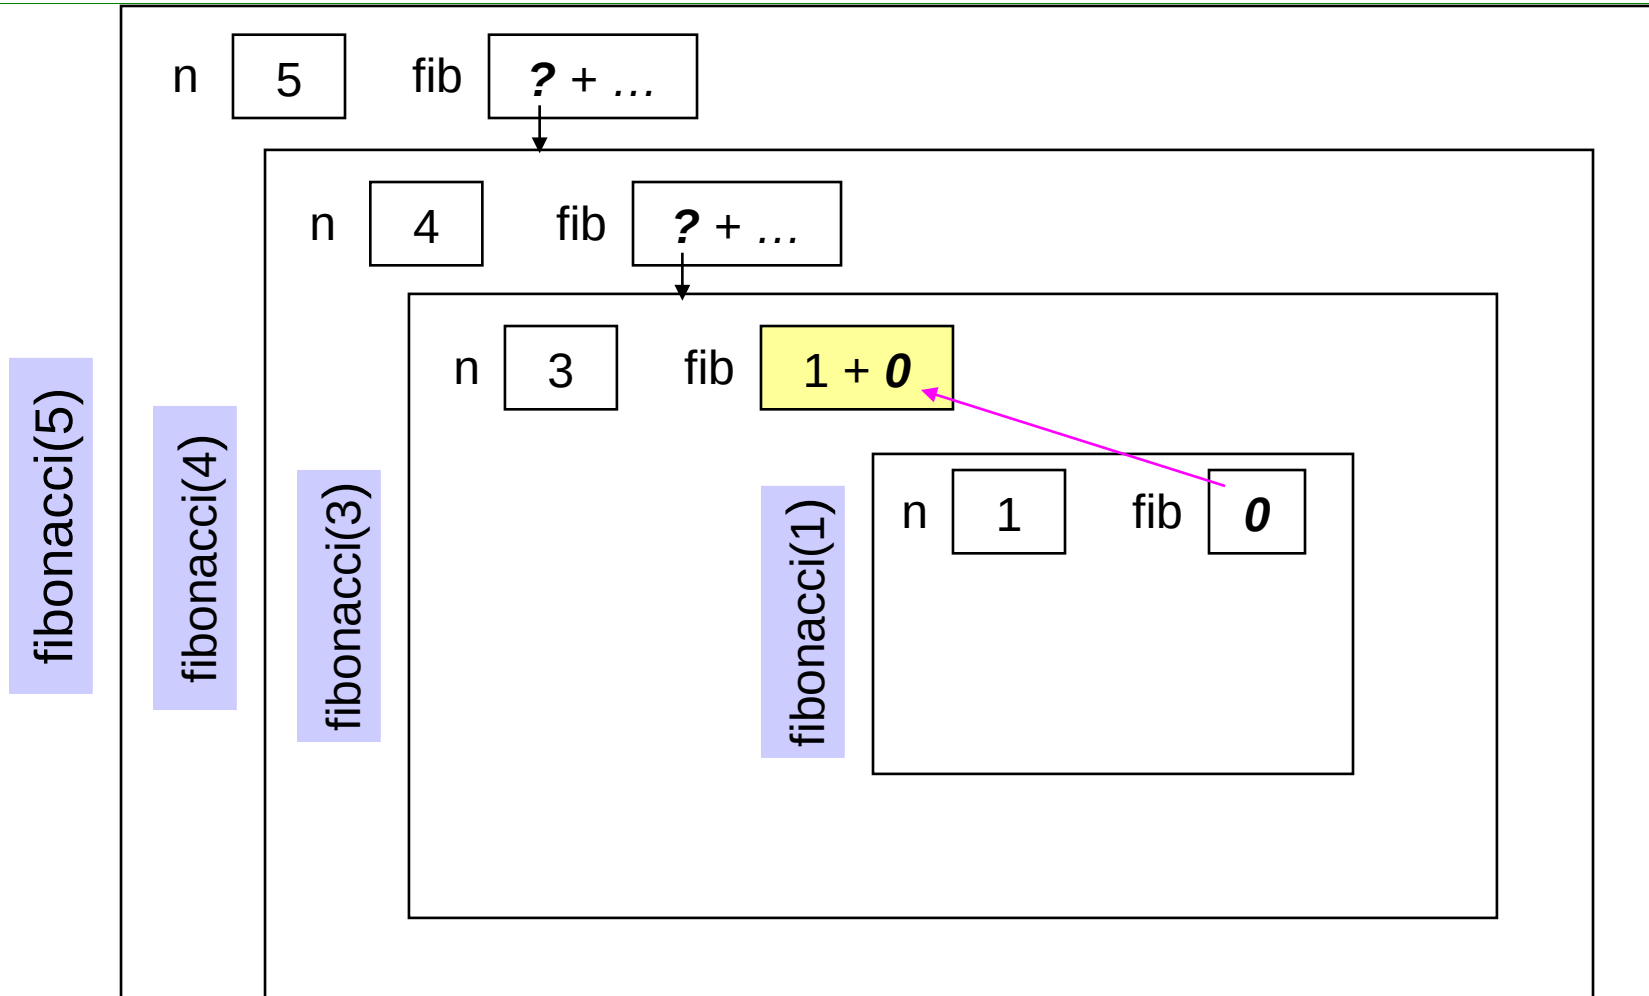 n 5 fib ? + …
n 4 fib ? + …
n 3 fib 1 + 0
n 1 fib 0
fibonacci(5)
fibonacci(4)
fibonacci(3)
fibonacci(1)